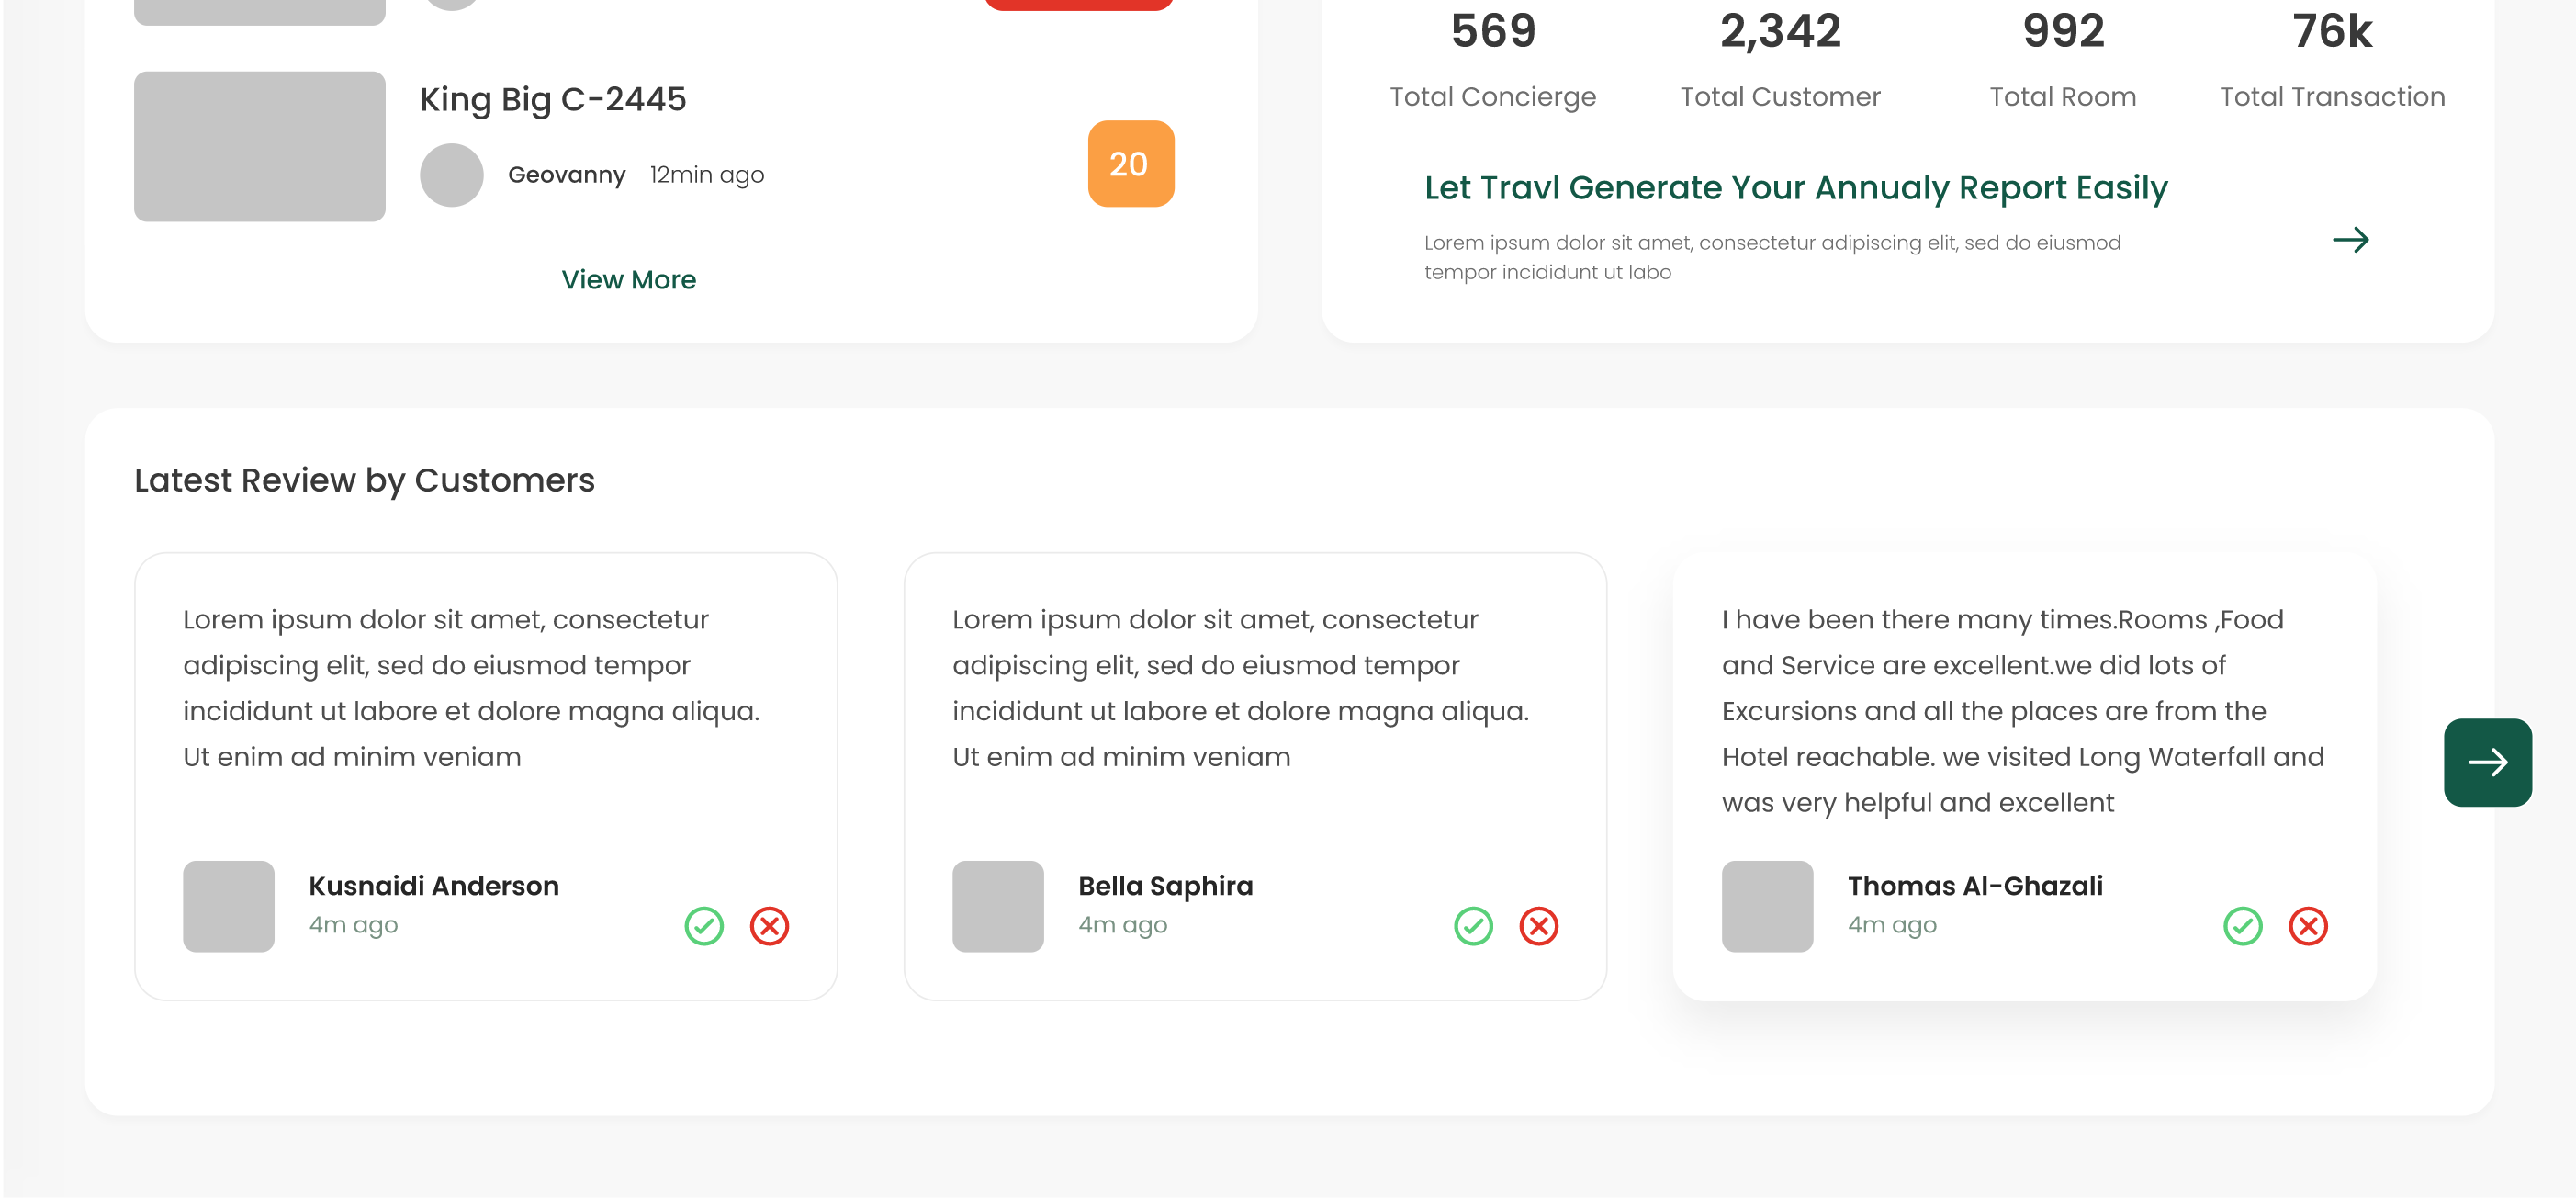 King Big C-2445
Geovanny 12min ago
20
View More
569
Total Concierge
2,342
Total Customer
992
Total Room
76k
Total Transaction
Let Travl Generate Your Annualy Report Easily
Lorem ipsum dolor sit amet, consectetur adipiscing elit, sed do eiusmod
tempor incididunt ut labo
Latest Review by Customers
Lorem ipsum dolor sit amet, consectetur
adipiscing elit, sed do eiusmod tempor
incididunt ut labore et dolore magna aliqua.
Ut enim ad minim veniam
Kusnaidi Anderson
4m ago
Lorem ipsum dolor sit amet, consectetur
adipiscing elit, sed do eiusmod tempor
incididunt ut labore et dolore magna aliqua.
Ut enim ad minim veniam
Bella Saphira
4m ago
I have been there many times.Rooms ,Food
and Service are excellent.we did lots of
Excursions and all the places are from the
Hotel reachable. we visited Long Waterfall and
was very helpful and excellent
Thomas Al-Ghazali
4m ago